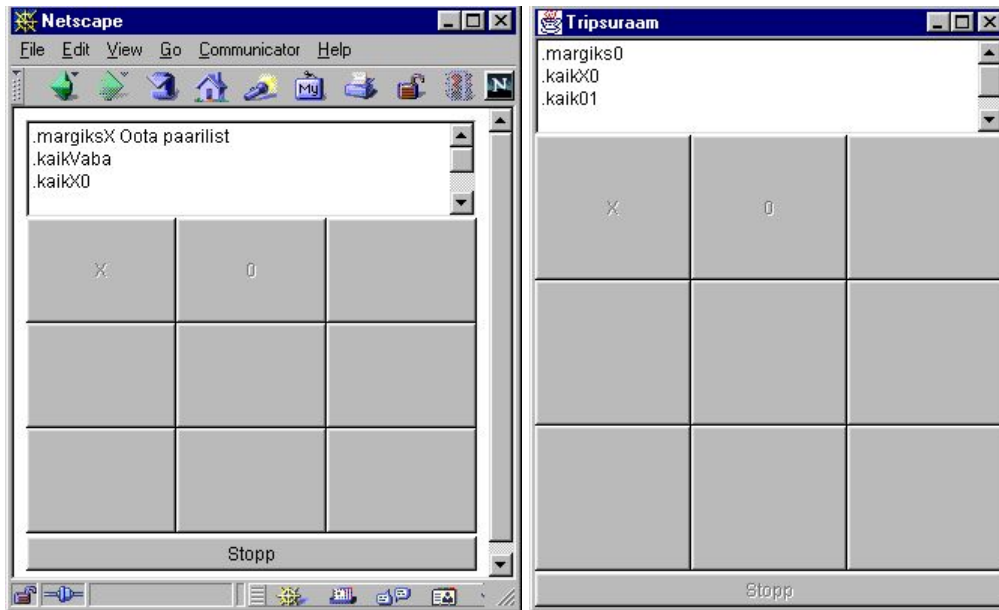 Netscape
File Edit View Go Communicator Help
My
N
.margiksX Oota paarilist
.kaikVaba
.kaikX0
X 0
Stopp
Tripsuraam
.margiks0
.kaikX0
.kaik01
X 0
Stopp